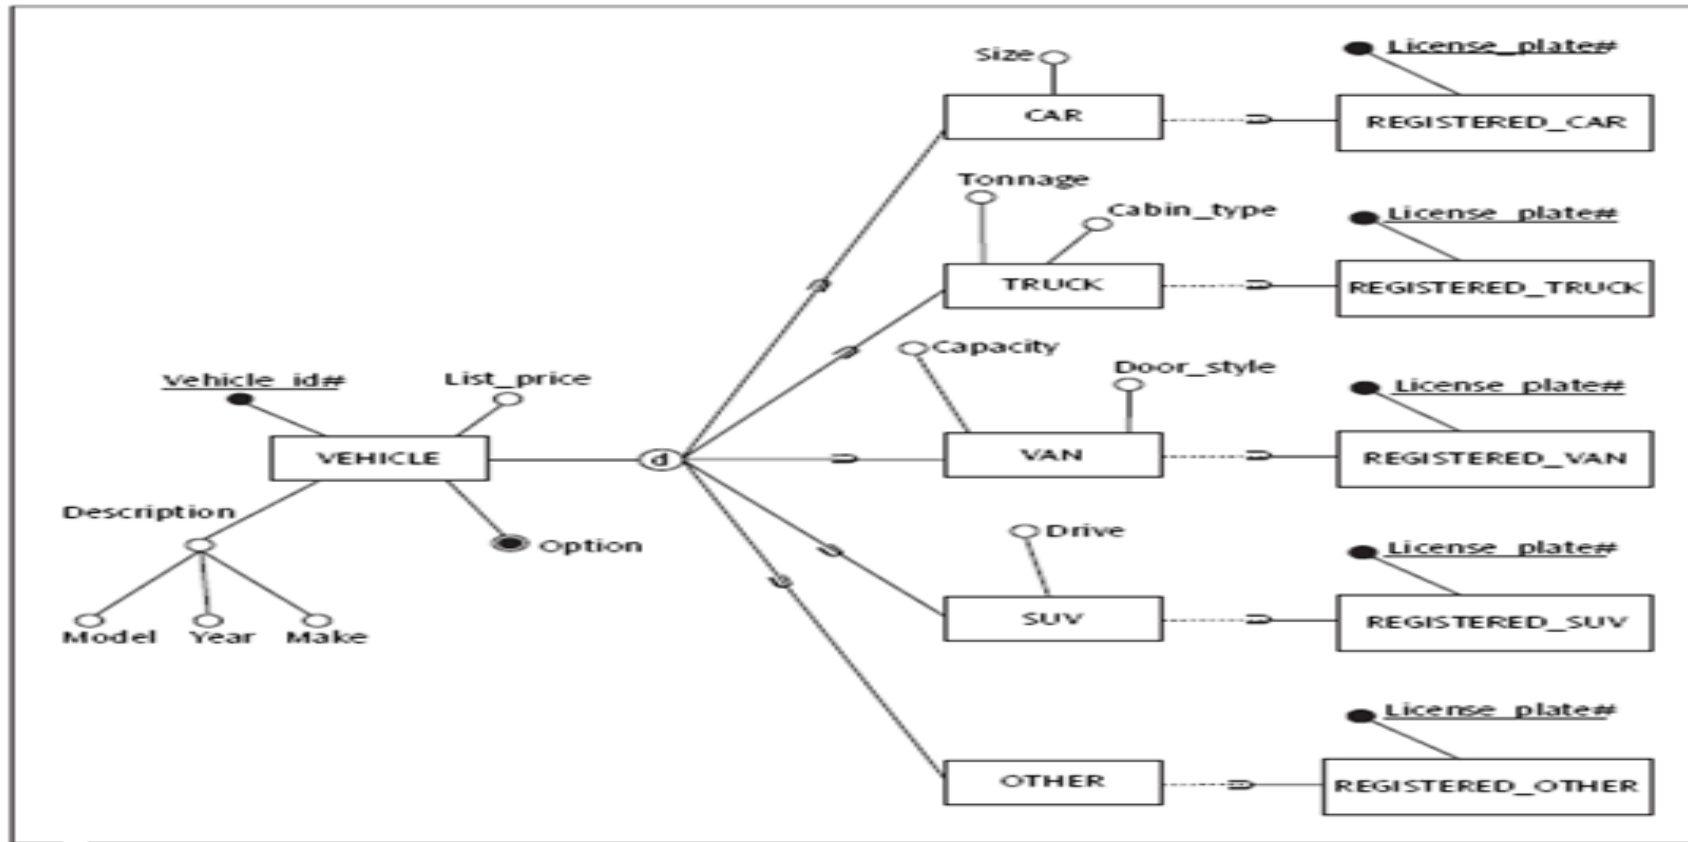 Size
License_plate#
CAR
REGISTERED_CAR
Tonnage
Cabin_type
License_plate#
TRUCK
REGISTERED_TRUCK
Capacity
Door_style
License_plate#
Vehicle_id#
List_price
VEHICLE
d
VAN
REGISTERED_VAN
Description
Option
Drive
License_plate#
Model
Year
Make
SUV
REGISTERED_SUV
License_plate#
OTHER
REGISTERED_OTHER